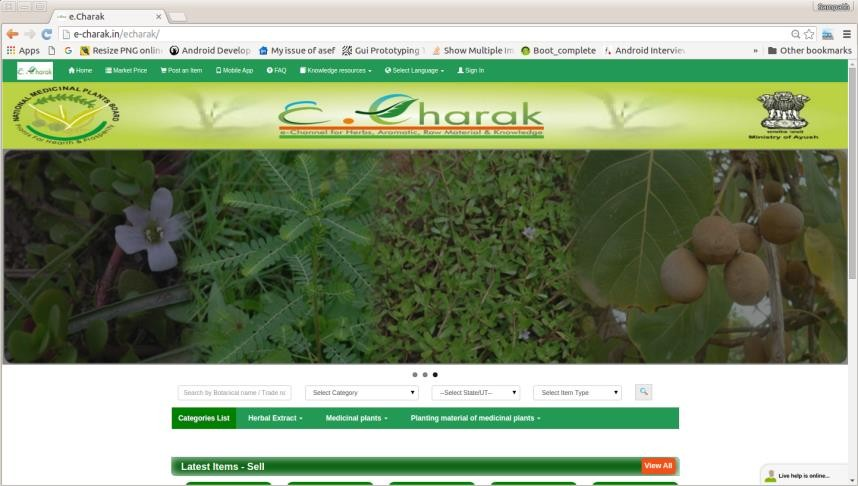 Sampath
e.Charak
e-charak.in/echarak/
Apps G Resize PNG onlin Android Develop My issue of asef Gui Prototyping T Show Multiple Im Boot_complete Android Intervie » Other bookmarks
e.Charak Home Market Price Post an Item Mobile App FAQ Knowledge resources Select Language Sign In
NATIONAL MEDICINAL PLANTS BOARD
Plants For Health & Prosperity
e.Charak
e-Channel for Herbs, Aromatic, Raw Material & Knowledge
सत्यमेव जयते
Ministry of Ayush
Search by Botanical name / Trade na Select Category --Select State/UT-- Select Item Type
Categories List Herbal Extract Medicinal plants Planting material of medicinal plants
Latest Items - Sell View All
Live help is online...